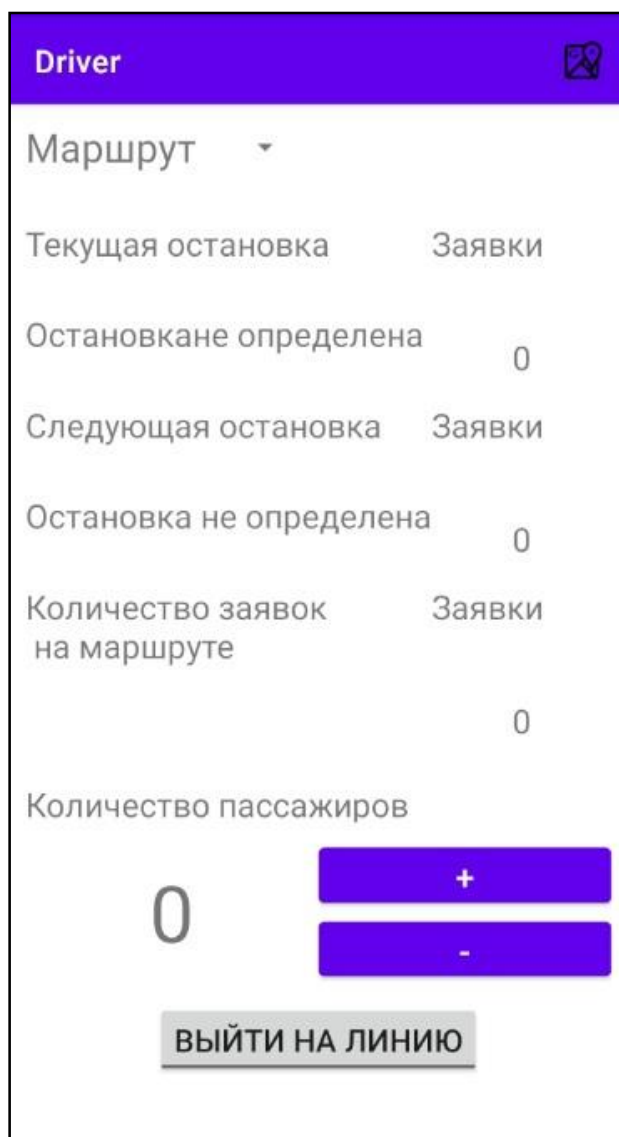 Driver
Маршрут
Текущая остановка Заявки
Остановкане определена
0
Следующая остановка Заявки
Остановка не определена
0
Количество заявок Заявки
на маршруте
0
Количество пассажиров
+
0
-
ВЫЙТИ НА ЛИНИЮ